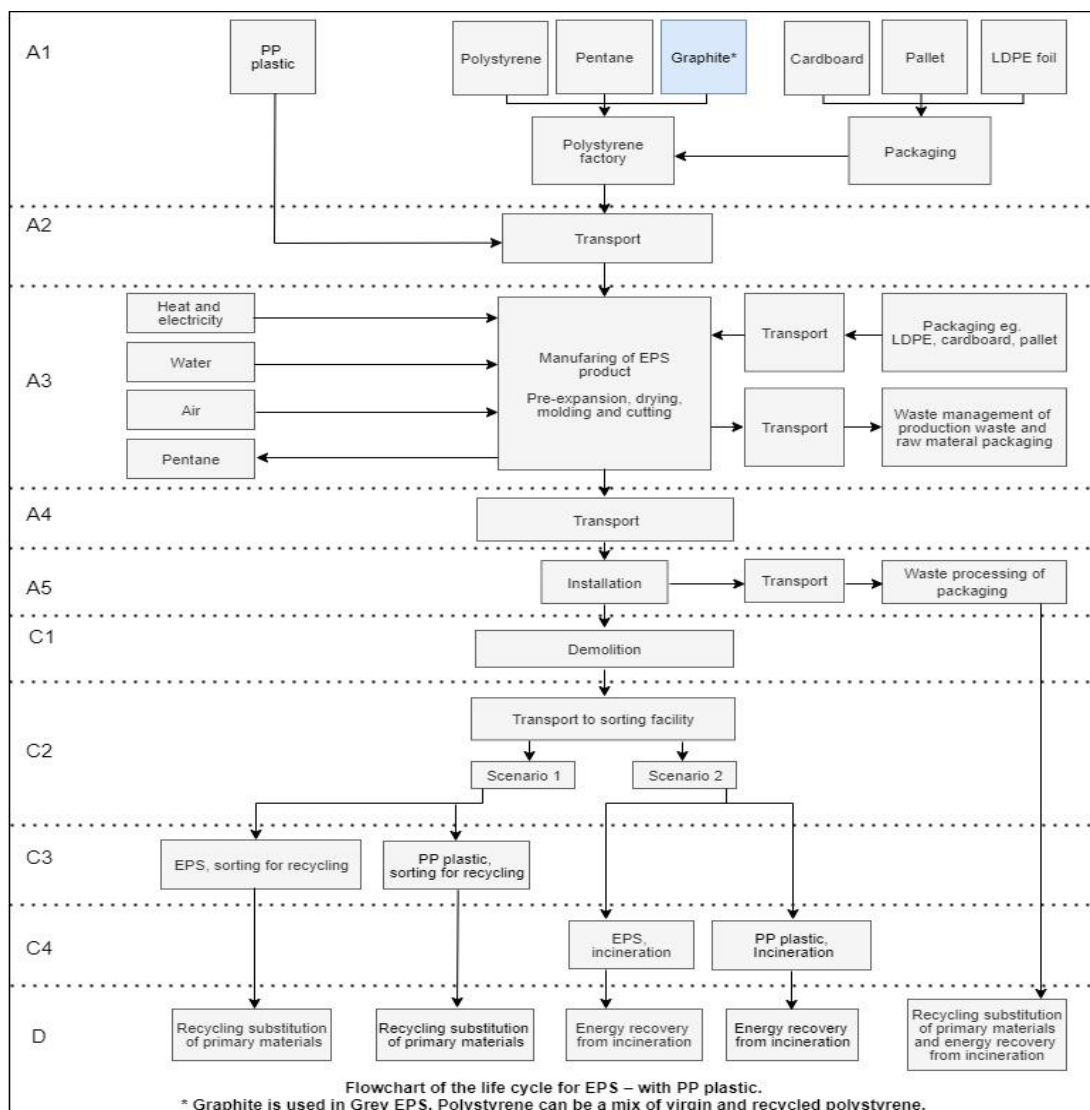 A1
PP
plastic
Polystyrene
Pentane
Graphite*
Cardboard
Pallet
LDPE foil
Polystyrene
factory
Packaging
A2
Transport
A3
Heat and
electricity
Water
Air
Pentane
Manufaring of EPS
product
Pre-expansion, drying,
molding and cutting
Transport
Packaging eg.
LDPE, cardboard, pallet
Transport
Waste management of
production waste and
raw materal packaging
A4
Transport
A5
Installation
Transport
Waste processing of
packaging
C1
Demolition
C2
Transport to sorting facility
Scenario 1
Scenario 2
C3
EPS, sorting for recycling
PP plastic,
sorting for recycling
C4
EPS,
incineration
PP plastic,
Incineration
D
Recycling substitution
of primary materials
Recycling substitution
of primary materials
Energy recovery
from incineration
Energy recovery
from incineration
Recycling substitution
of primary materials
and energy recovery
from incineration
Flowchart of the life cycle for EPS – with PP plastic.
* Graphite is used in Grey EPS. Polystyrene can be a mix of virgin and recycled polystyrene.